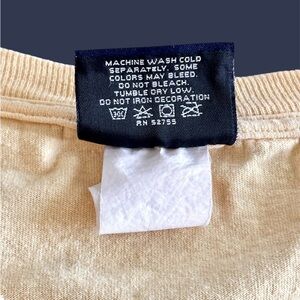 MACHINE WASH COLD
SEPARATELY. SOME
COLORS MAY BLEED.
DO NOT BLEACH.
TUMBLE DRY LOW.
DO NOT IRON DECORATION
30
RN 52755